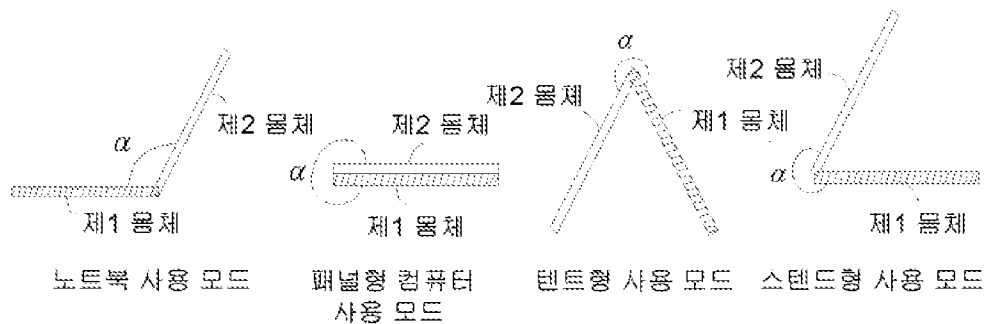 α
제2 몸체
제1 몸체
노트북 사용 모드
α
제2 몸체
제1 몸체
패널형 컴퓨터
사용 모드
α
제2 몸체
제1 몸체
텐트형 사용 모드
제2 몸체
α
제1 몸체
스텐드형 사용 모드